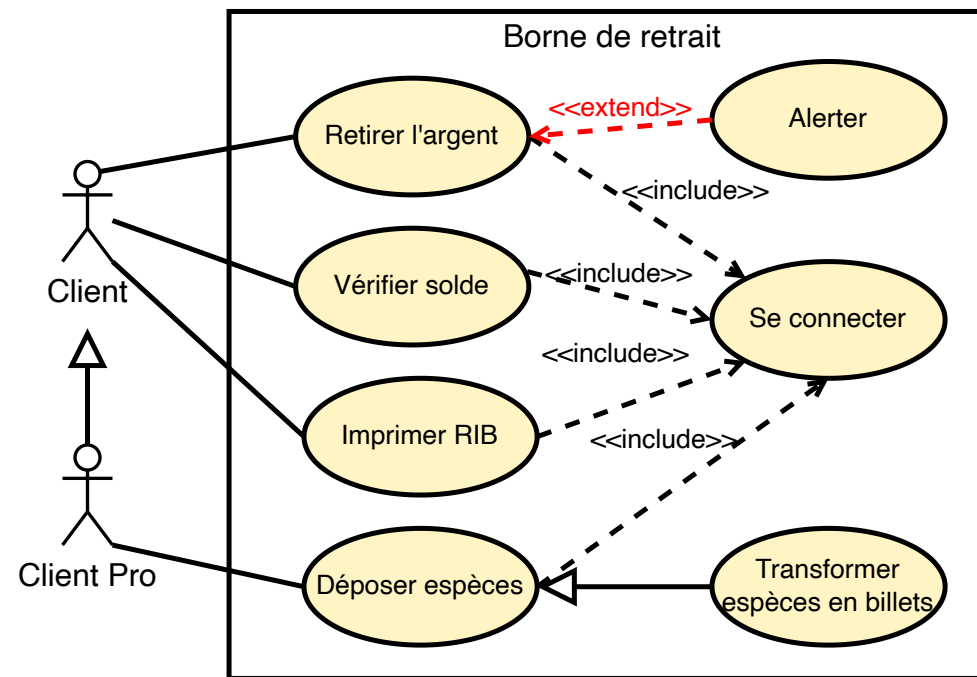 Borne de retrait
Retirer l'argent
<<extend>>
Alerter
<<include>>
Client
Vérifier solde
<<include>>
Se connecter
<<include>>
Imprimer RIB
<<include>>
Client Pro
Déposer espèces
Transformer
espèces en billets